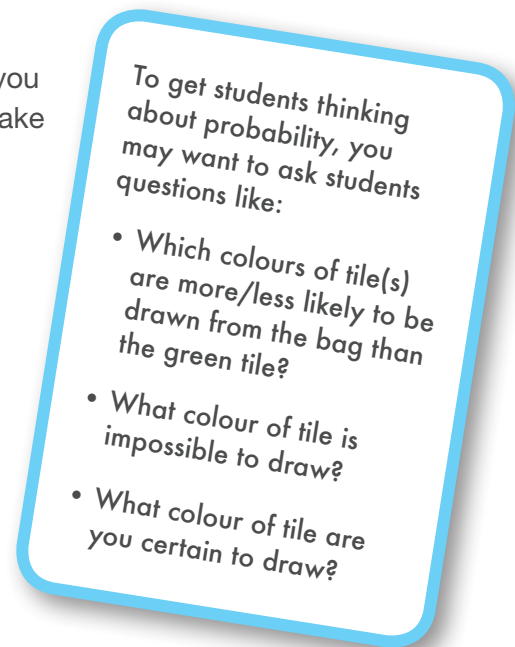 you
ake
To get students thinking
about probability, you
may want to ask students
questions like:
• Which colours of tile(s)
are more/less likely to be
drawn from the bag than
the green tile?
• What colour of tile is
impossible to draw?
• What colour of tile are
you certain to draw?